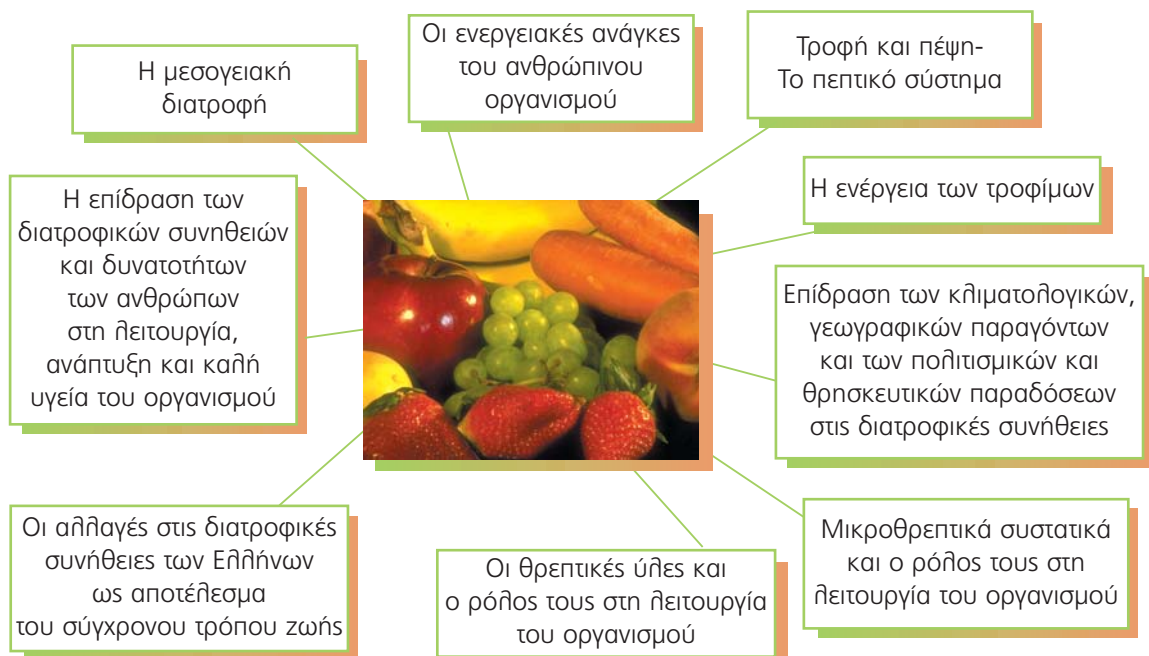 Η μεσογειακή
διατροφή
Οι ενεργειακές ανάγκες
του ανθρώπινου
οργανισμού
Τροφή και πέψη-
Το πεπτικό σύστημα
Η επίδραση των
διατροφικών συνηθειών
και δυνατοτήτων
των ανθρώπων
στη λειτουργία,
ανάπτυξη και καλή
υγεία του οργανισμού
Η ενέργεια των τροφίμων
Επίδραση των κλιματολογικών,
γεωγραφικών παραγόντων
και των πολιτισμικών και
θρησκευτικών παραδόσεων
στις διατροφικές συνήθειες
Οι αλλαγές στις διατροφικές
συνήθειες των Ελλήνων
ως αποτέλεσμα
του σύγχρονου τρόπου ζωής
Οι θρεπτικές ύλες και
ο ρόλος τους στη λειτουργία
του οργανισμού
Μικροθρεπτικά συστατικά
και ο ρόλος τους στη
λειτουργία του οργανισμού